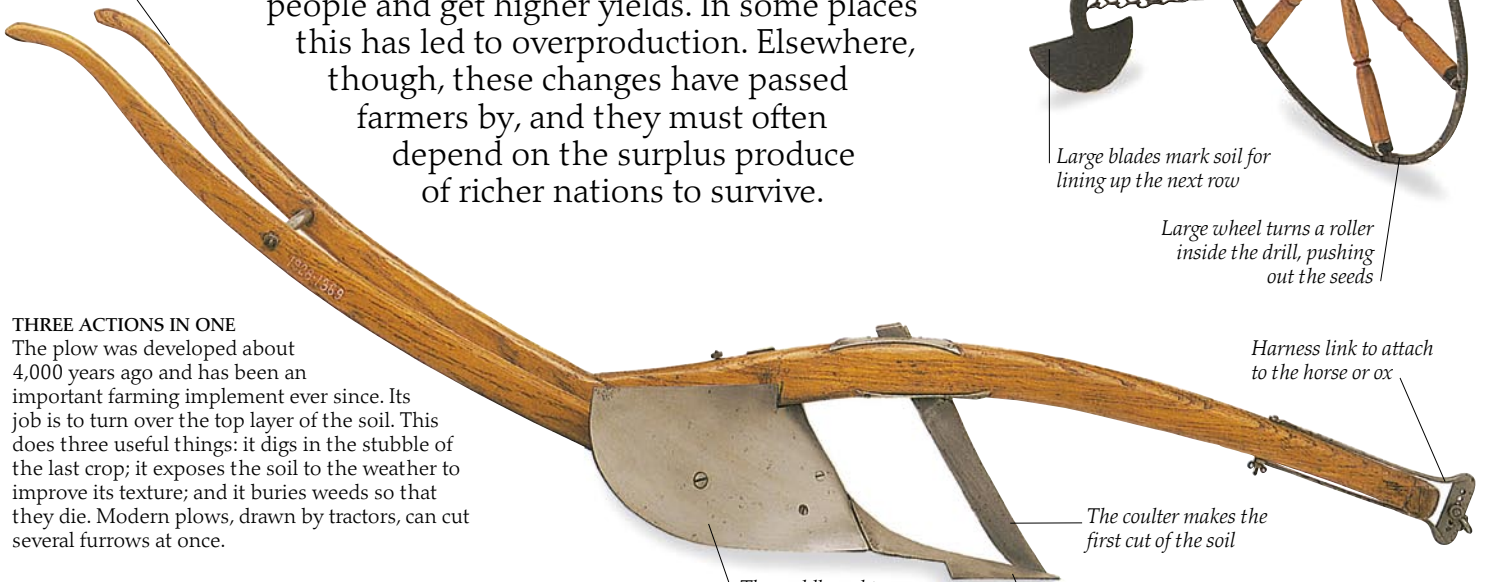 people and get higher yields. In some places
this has led to overproduction. Elsewhere,
though, these changes have passed
farmers by, and they must often
depend on the surplus produce
of richer nations to survive.
Large blades mark soil for
lining up the next row
Large wheel turns a roller
inside the drill, pushing
out the seeds
THREE ACTIONS IN ONE
The plow was developed about
4,000 years ago and has been an
important farming implement ever since. Its
job is to turn over the top layer of the soil. This
does three useful things: it digs in the stubble of
the last crop; it exposes the soil to the weather to
improve its texture; and it buries weeds so that
they die. Modern plows, drawn by tractors, can cut
several furrows at once.
1928-1369
Harness link to attach
to the horse or ox
The coulter makes the
first cut of the soil